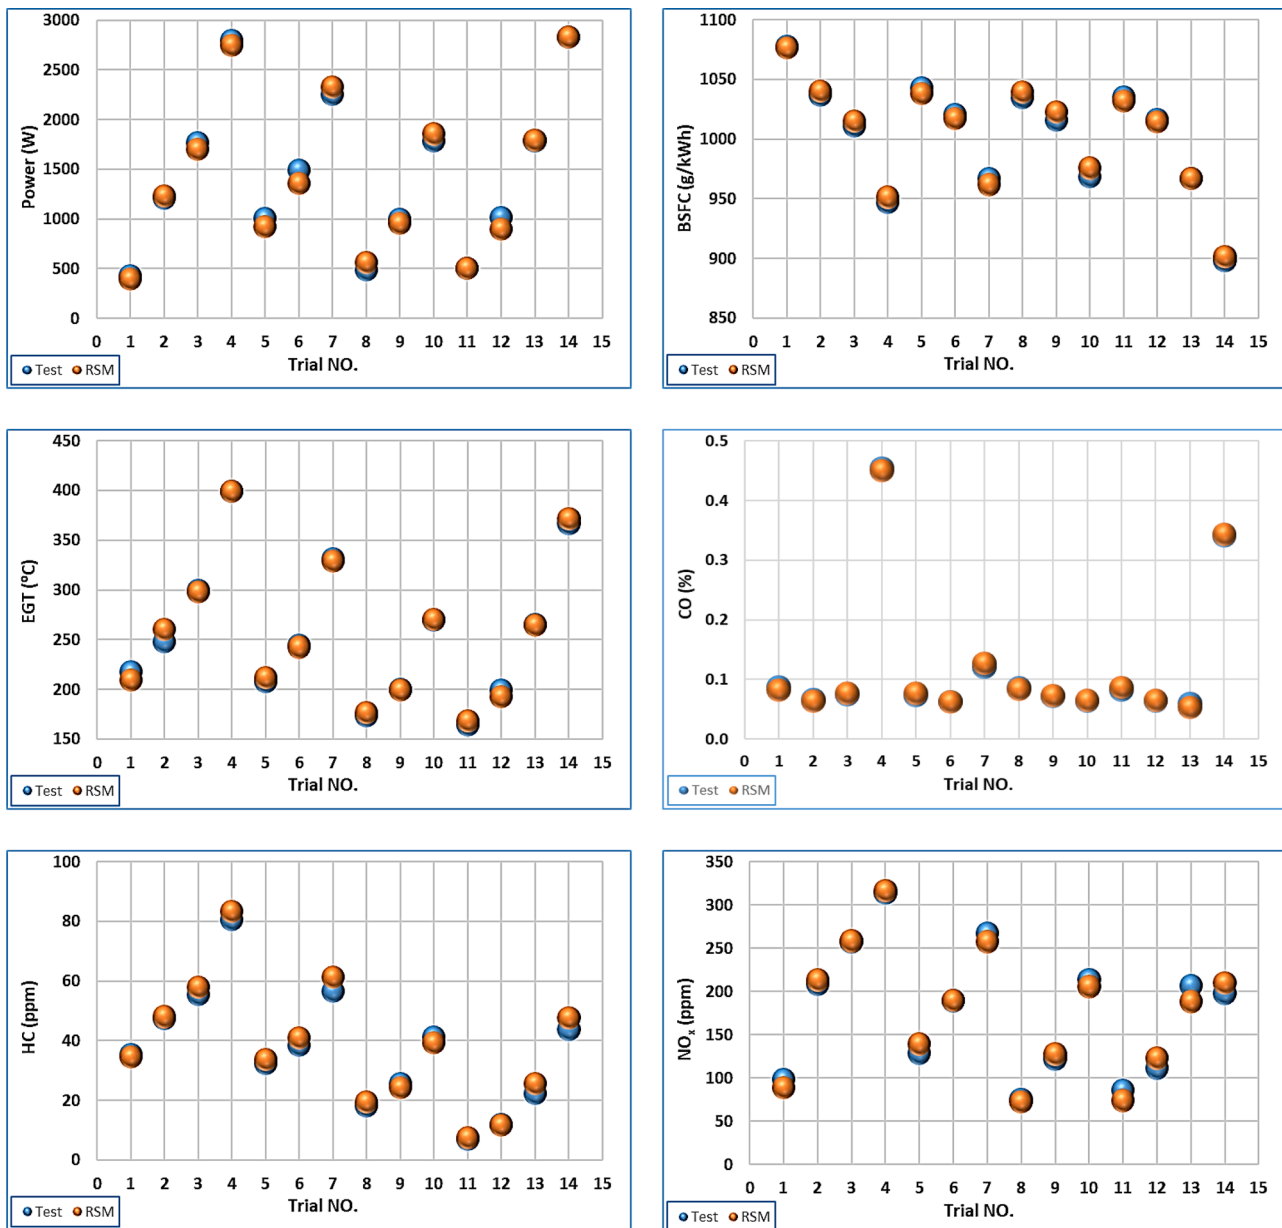 3000
2500
2000
1500
1000
500
0
Power (W)
0 1 2 3 4 5 6 7 8 9 10 11 12 13 14 15
Trial NO.
Test RSM
1100
1050
1000
950
900
850
BSFC (g/kWh)
0 1 2 3 4 5 6 7 8 9 10 11 12 13 14 15
Trial NO.
Test RSM
450
400
350
300
250
200
150
EGT (⁰C)
0 1 2 3 4 5 6 7 8 9 10 11 12 13 14 15
Trial NO.
Test RSM
0.5
0.4
0.3
0.2
0.1
0.0
CO (%)
0 1 2 3 4 5 6 7 8 9 10 11 12 13 14 15
Trial NO.
Test RSM
100
80
60
40
20
0
HC (ppm)
0 1 2 3 4 5 6 7 8 9 10 11 12 13 14 15
Trial NO.
Test RSM
350
300
250
200
150
100
50
0
NOₓ (ppm)
0 1 2 3 4 5 6 7 8 9 10 11 12 13 14 15
Trial NO.
Test RSM